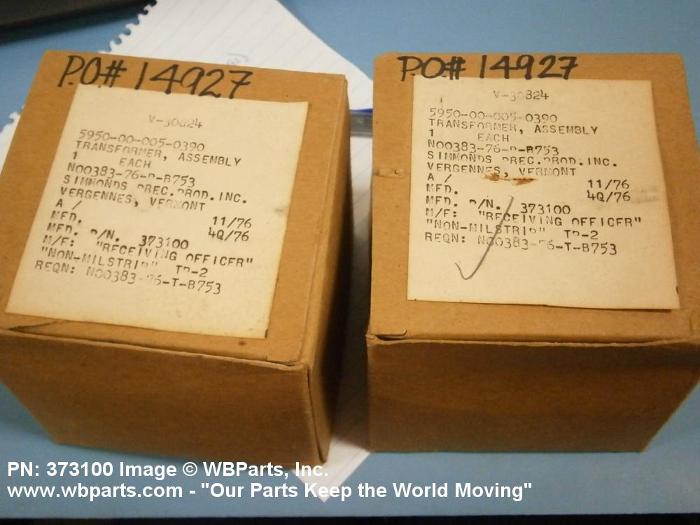 P.O.# 14927
V-30824
5950-00-005-0390
TRANSFORMER, ASSEMBLY
1 EACH
N00383-76-P-B753
SIMMONDS PREC.PROD.INC.
VERGENNES, VERMONT
A / 11/76
MFD. 4Q/76
MFD. P/N. 373100
M/F: "RECEIVING OFFICER"
"NON-MILSTRIP" TP-2
REQN: N00383-76-T-B753
P.O.# 14927
V-30824
5950-00-005-0390
TRANSFORMER, ASSEMBLY
1 EACH
N00383-76-P-B753
SIMMONDS PREC.PROD.INC.
VERGENNES, VERMONT
A / 11/76
MFD. 4Q/76
MFD. P/N. 373100
M/F: "RECEIVING OFFICER"
"NON-MILSTRIP" TP-2
REQN: N00383-76-T-B753
PN: 373100 Image © WBParts, Inc.
www.wbparts.com - "Our Parts Keep the World Moving"